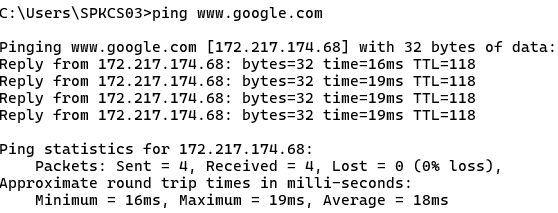 C:\Users\SPKCS03>ping www.google.com
Pinging www.google.com [172.217.174.68] with 32 bytes of data:
Reply from 172.217.174.68: bytes=32 time=16ms TTL=118
Reply from 172.217.174.68: bytes=32 time=19ms TTL=118
Reply from 172.217.174.68: bytes=32 time=19ms TTL=118
Reply from 172.217.174.68: bytes=32 time=19ms TTL=118
Ping statistics for 172.217.174.68:
    Packets: Sent = 4, Received = 4, Lost = 0 (0% loss),
Approximate round trip times in milli-seconds:
    Minimum = 16ms, Maximum = 19ms, Average = 18ms